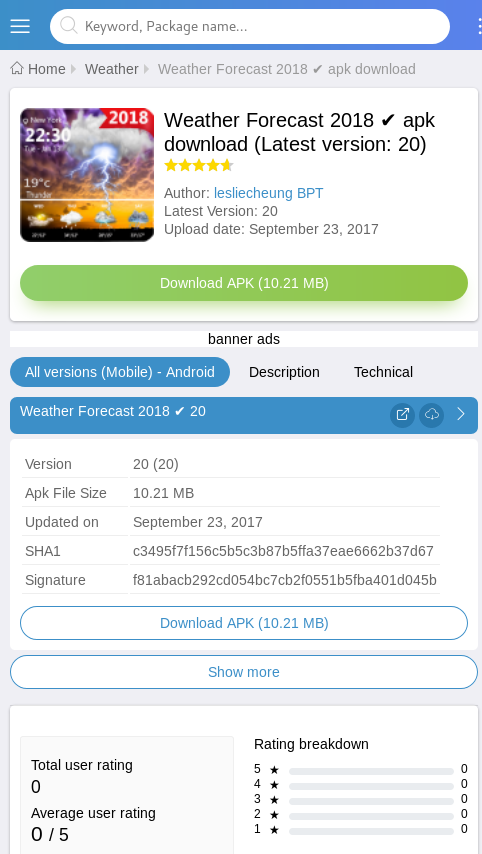 Keyword, Package name...
Home Weather Weather Forecast 2018 ✔ apk download
New York
2018
22:30
19°c
Thunder
Weather Forecast 2018 ✔ apk
download (Latest version: 20)
Author: lesliecheung BPT
Latest Version: 20
Upload date: September 23, 2017
Download APK (10.21 MB)
banner ads
All versions (Mobile) - Android Description Technical
Weather Forecast 2018 ✔ 20
Version 20 (20)
Apk File Size 10.21 MB
Updated on September 23, 2017
SHA1 c3495f7f156c5b5c3b87b5ffa37eae6662b37d67
Signature f81abacb292cd054bc7cb2f0551b5fba401d045b
Download APK (10.21 MB)
Show more
Total user rating
0
Average user rating
0 / 5
Rating breakdown
5 ★ 0
4 ★ 0
3 ★ 0
2 ★ 0
1 ★ 0